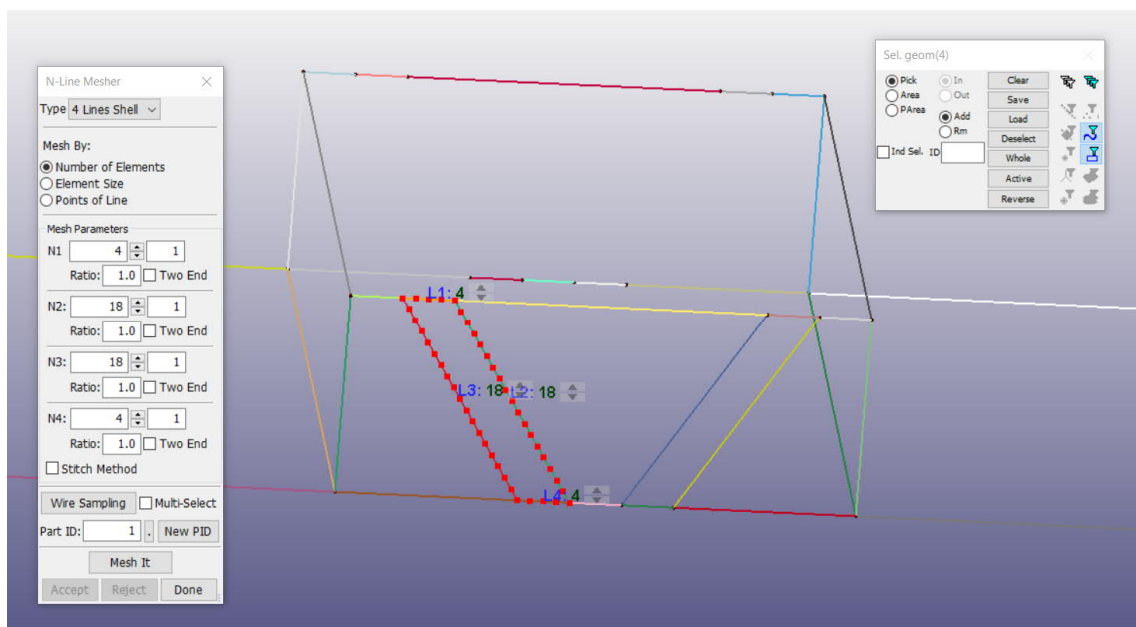 N-Line Mesher
Type 4 Lines Shell
Mesh By:
Number of Elements
Element Size
Points of Line
Mesh Parameters
N1 4 1
Ratio: 1.0 Two End
N2: 18 1
Ratio: 1.0 Two End
N3: 18 1
Ratio: 1.0 Two End
N4: 4 1
Ratio: 1.0 Two End
Stitch Method
Wire Sampling Multi-Select
Part ID: 1 . New PID
Mesh It
Accept Reject Done
L1: 4
L3: 18 L2: 18
L4: 4
Sel. geom(4)
Pick In Clear
Area Out Save
PArea Add Load
Rm Deselect
Ind Sel. ID Whole
Active
Reverse